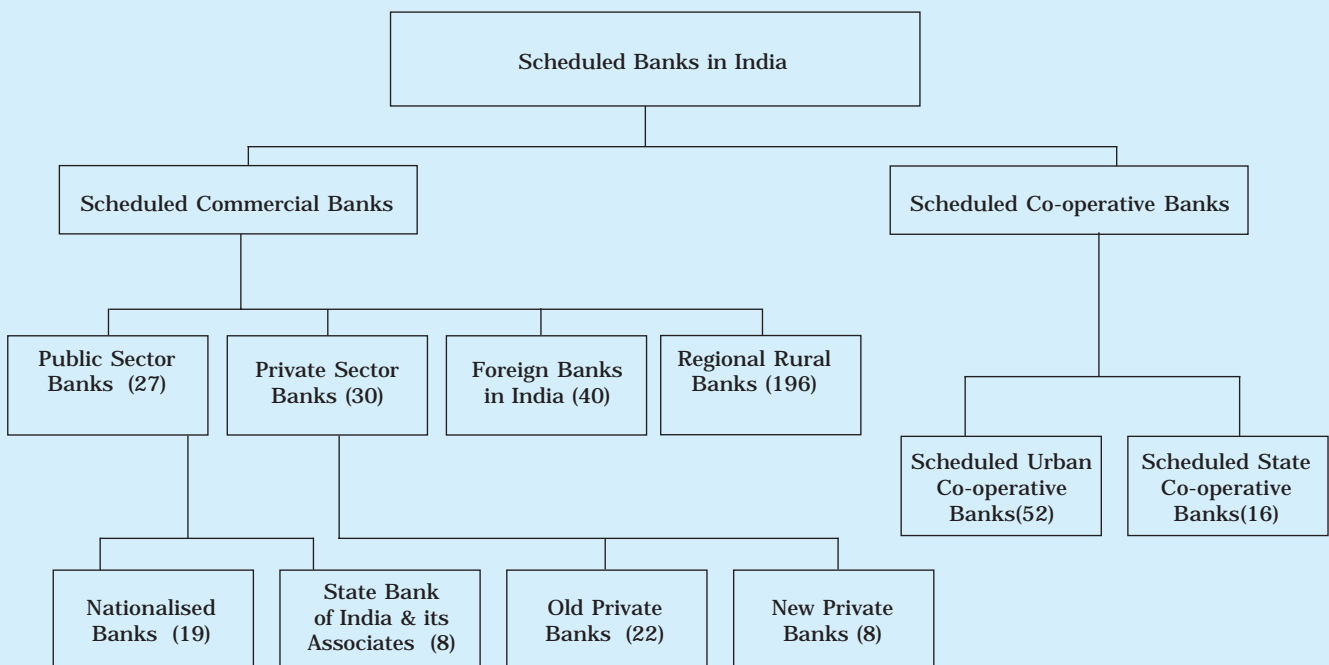 Scheduled Banks in India
Scheduled Commercial Banks
Scheduled Co-operative Banks
Public Sector
Banks (27)
Private Sector
Banks (30)
Foreign Banks
in India (40)
Regional Rural
Banks (196)
Scheduled Urban
Co-operative
Banks(52)
Scheduled State
Co-operative
Banks(16)
Nationalised
Banks (19)
State Bank
of India & its
Associates (8)
Old Private
Banks (22)
New Private
Banks (8)